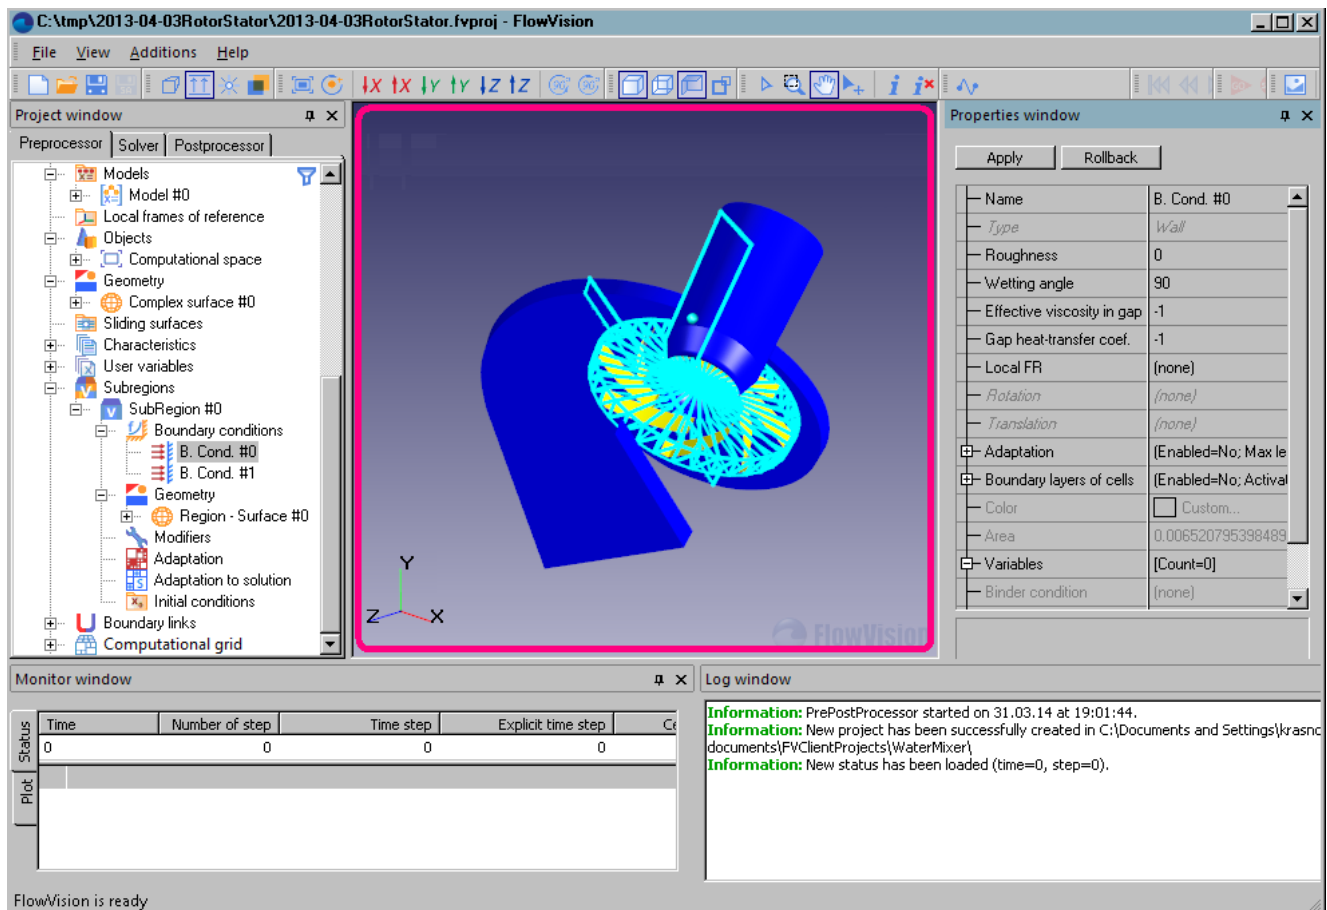 C:\tmp\2013-04-03RotorStator\2013-04-03RotorStator.fvproj - FlowVision
File View Additions Help
X X Y Y Z Z 90° 90° i i
Project window
Preprocessor Solver Postprocessor
Models
Model #0
Local frames of reference
Objects
Computational space
Geometry
Complex surface #0
Sliding surfaces
Characteristics
User variables
Subregions
SubRegion #0
Boundary conditions
B. Cond. #0
B. Cond. #1
Geometry
Region - Surface #0
Modifiers
Adaptation
Adaptation to solution
Initial conditions
Boundary links
Computational grid
Y
Z X
FlowVision
Properties window
Apply Rollback
Name B. Cond. #0
Type Wall
Roughness 0
Wetting angle 90
Effective viscosity in gap -1
Gap heat-transfer coef. -1
Local FR (none)
Rotation (none)
Translation (none)
Adaptation (Enabled=No; Max le
Boundary layers of cells (Enabled=No; Activat
Color Custom...
Area 0.006520795398489
Variables [Count=0]
Binder condition (none)
Monitor window
Status
Plot
Time Number of step Time step Explicit time step Ce
0 0 0 0
Log window
Information: PrePostProcessor started on 31.03.14 at 19:01:44.
Information: New project has been successfully created in C:\Documents and Settings\krasno
documents\FVClientProjects\WaterMixer\
Information: New status has been loaded (time=0, step=0).
FlowVision is ready